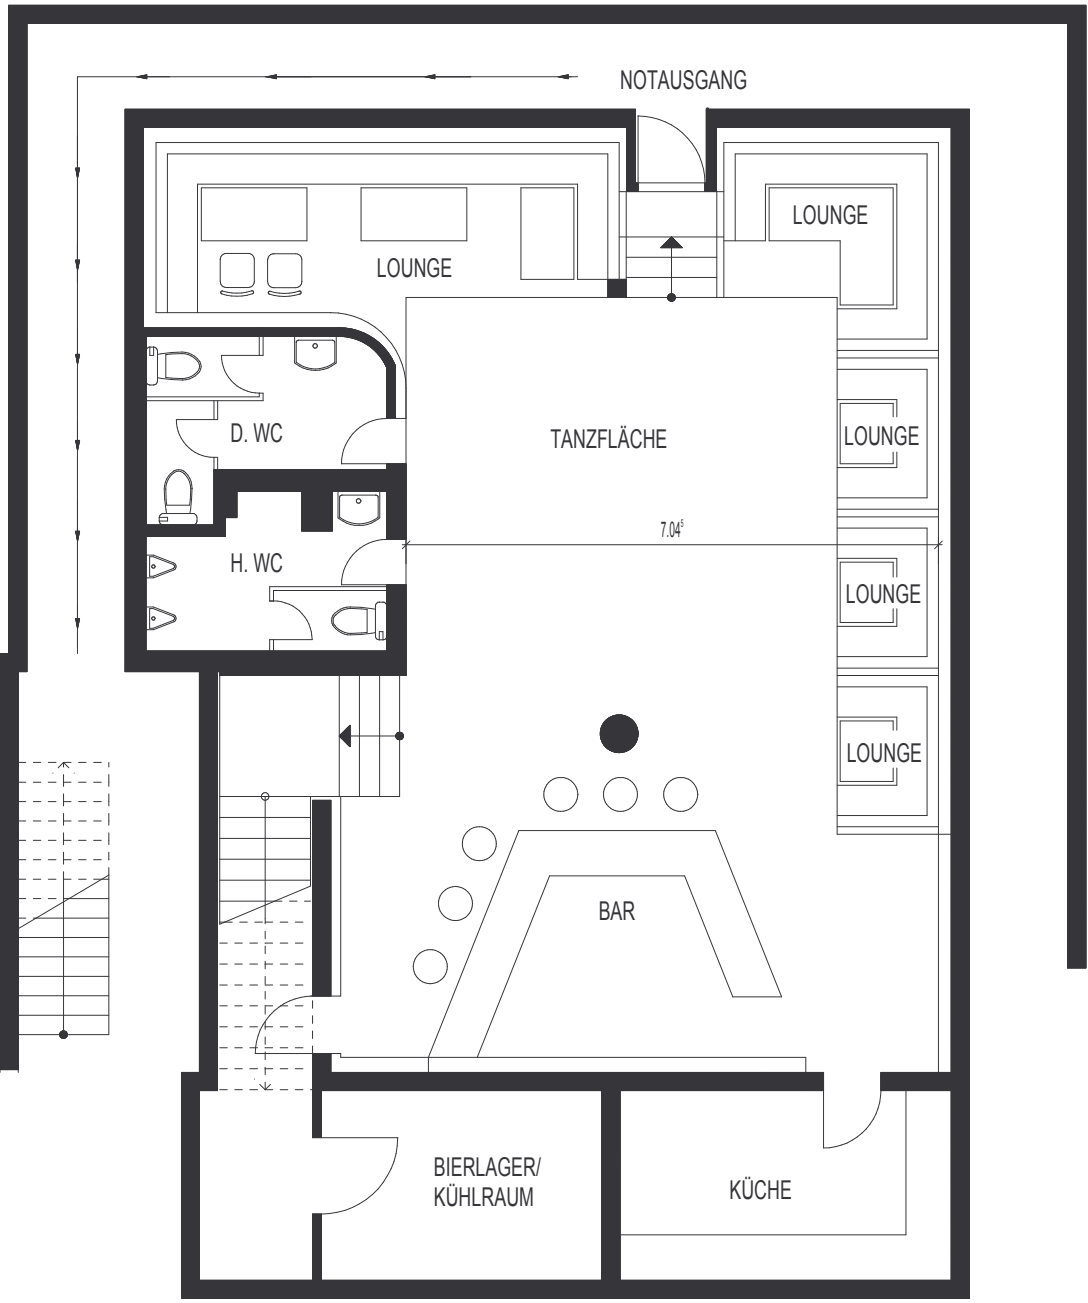 NOTAUSGANG
LOUNGE
LOUNGE
D. WC
TANZFLÄCHE
LOUNGE
7.04⁵
H. WC
LOUNGE
LOUNGE
BAR
BIERLAGER/
KÜHLRAUM
KÜCHE